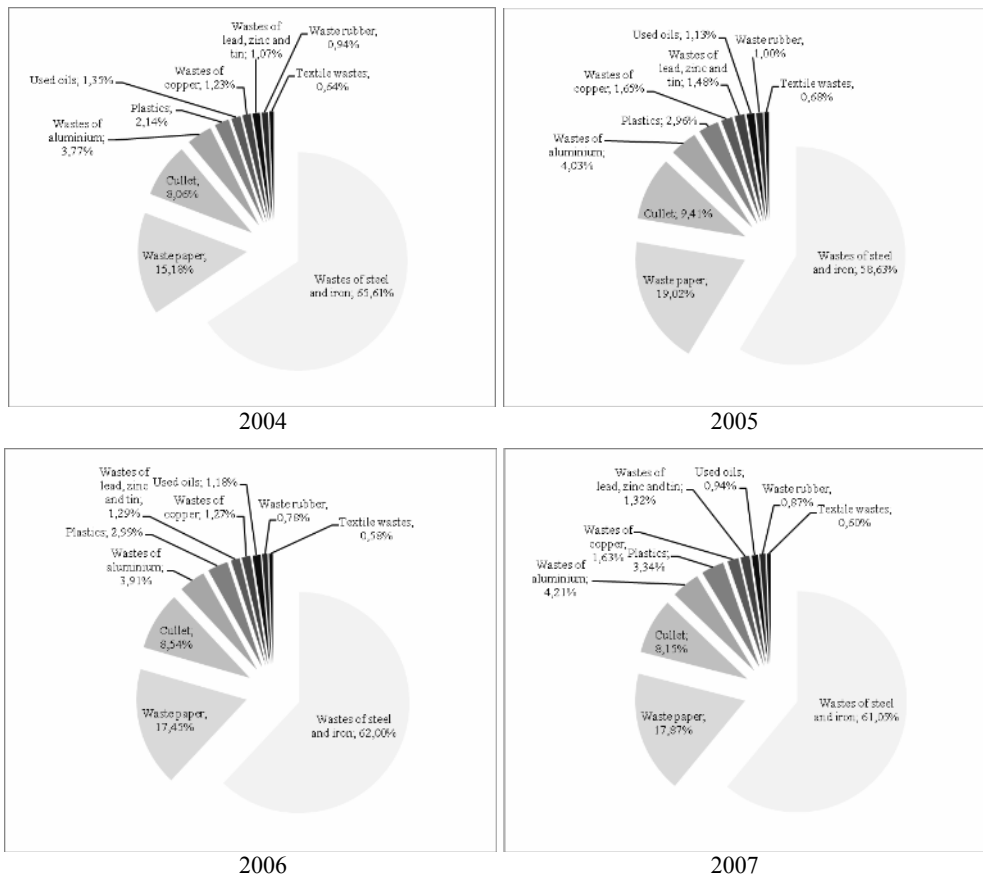 Wastes of
lead, zinc and
tin; 1,07%
Waste rubber;
0,94%
Used oils; 1,35%
Wastes of
copper; 1,23%
Textile wastes;
0,64%
Plastics;
2,14%
Wastes of
aluminium;
3,77%
Cullet;
8,06%
Waste paper;
15,18%
Wastes of steel
and iron; 65,61%
2004
Used oils; 1,13%
Waste rubber;
1,00%
Wastes of
lead, zinc and
tin; 1,48%
Wastes of
copper; 1,65%
Textile wastes;
0,68%
Plastics; 2,96%
Wastes of
aluminium;
4,03%
Cullet; 9,41%
Waste paper;
19,02%
Wastes of steel
and iron; 58,63%
2005
Wastes of
lead, zinc
and tin;
1,29%
Used oils; 1,18%
Wastes of
copper; 1,27%
Waste rubber;
0,78%
Textile wastes;
0,58%
Plastics; 2,99%
Wastes of
aluminium;
3,91%
Cullet;
8,54%
Waste paper;
17,45%
Wastes of steel
and iron; 62,00%
2006
Wastes of
lead, zinc and tin;
1,32%
Used oils;
0,94%
Waste rubber;
0,87%
Textile wastes;
0,60%
Wastes of
copper;
1,63%
Plastics;
3,34%
Wastes of
aluminium;
4,21%
Cullet;
8,15%
Waste paper;
17,87%
Wastes of steel
and iron; 61,05%
2007